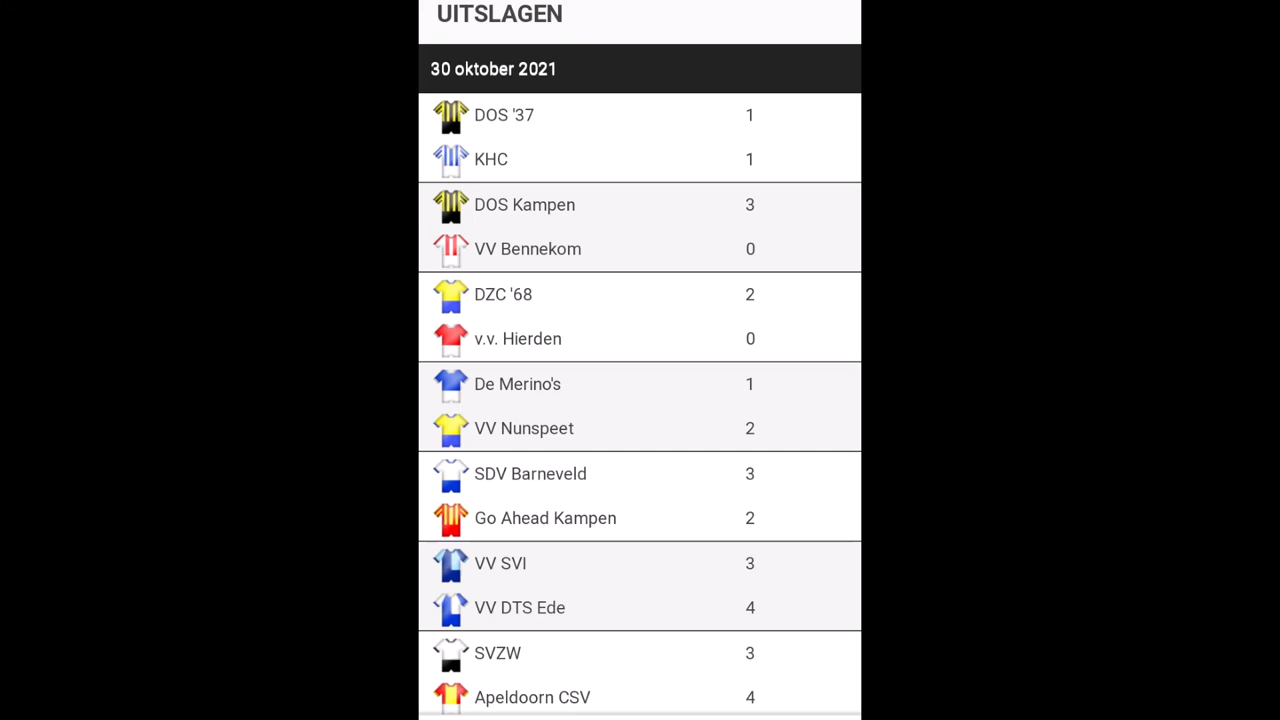 UITSLAGEN
30 oktober 2021
DOS '37 1
KHC 1
DOS Kampen 3
VV Bennekom 0
DZC '68 2
v.v. Hierden 0
De Merino's 1
VV Nunspeet 2
SDV Barneveld 3
Go Ahead Kampen 2
VV SVI 3
VV DTS Ede 4
SVZW 3
Apeldoorn CSV 4